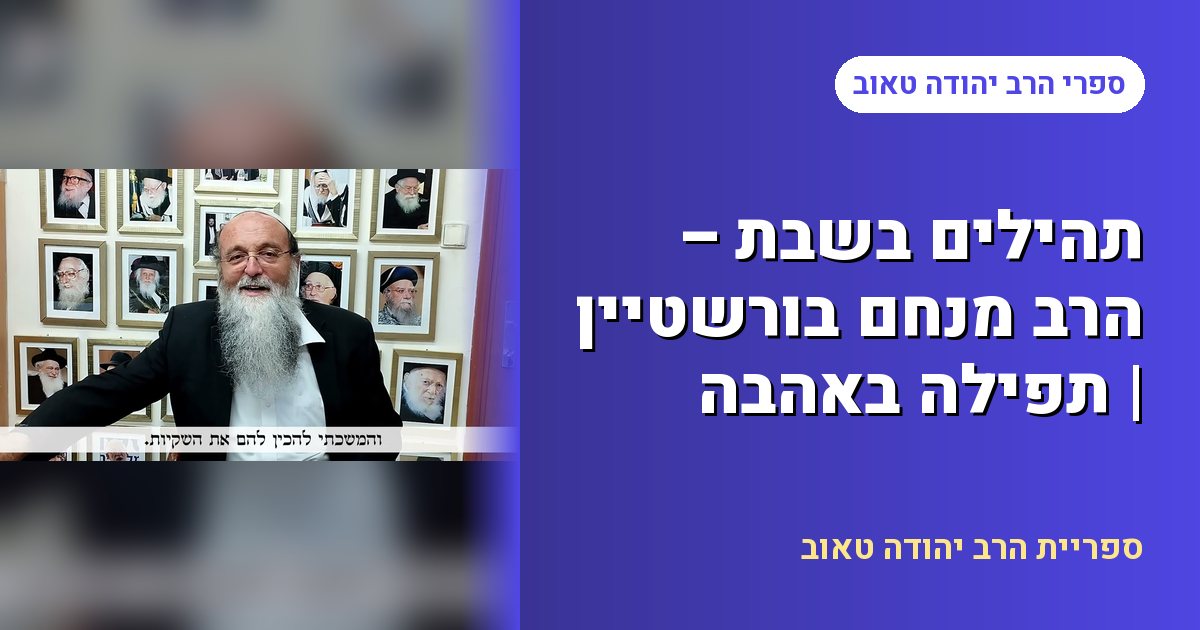 ספרי הרב יהודה טאוב
תהילים בשבת –
הרב מנחם בורשטיין
| תפילה באהבה
ספריית הרב יהודה טאוב
והמשכתי להכין להם את השקיות.